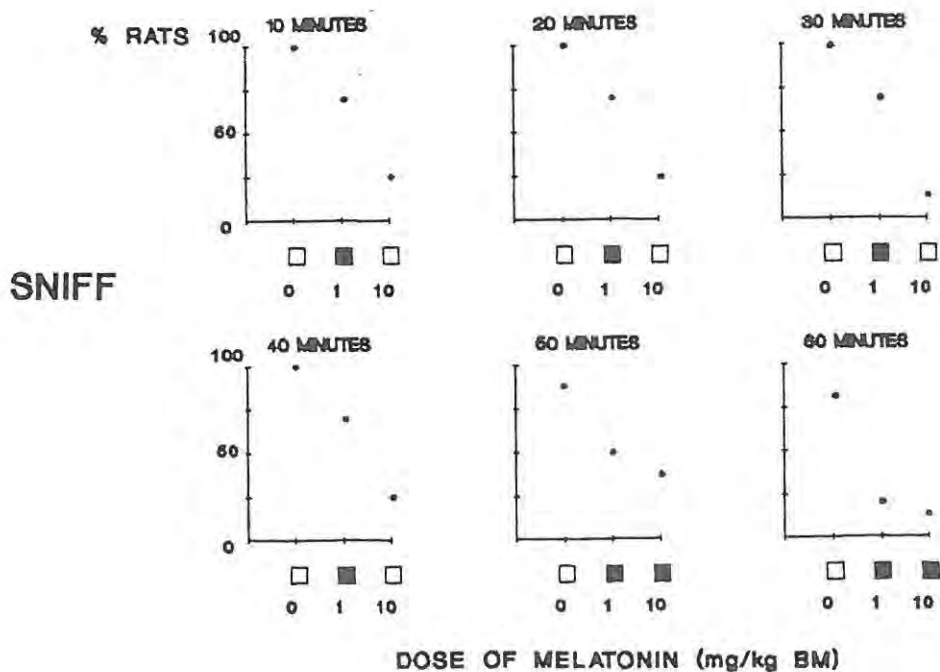 % RATS
10 MINUTES
20 MINUTES
30 MINUTES
100
50
0
0 1 10
0 1 10
0 1 10
SNIFF
40 MINUTES
50 MINUTES
60 MINUTES
100
50
0
0 1 10
0 1 10
0 1 10
DOSE OF MELATONIN (mg/kg BM)